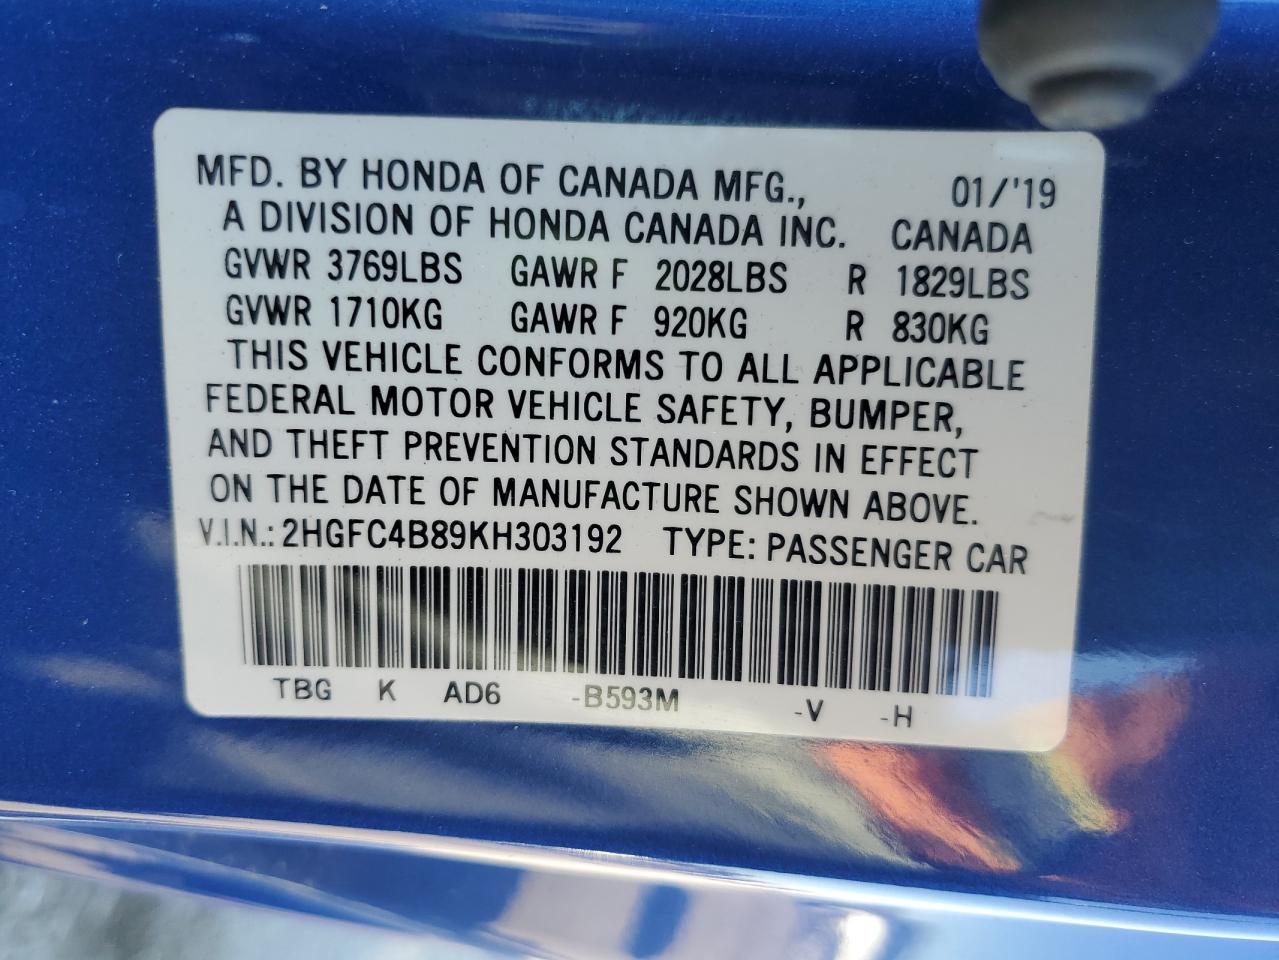 MFD. BY HONDA OF CANADA MFG., 01/'19
A DIVISION OF HONDA CANADA INC. CANADA
GVWR 3769LBS GAWR F 2028LBS R 1829LBS
GVWR 1710KG GAWR F 920KG R 830KG
THIS VEHICLE CONFORMS TO ALL APPLICABLE
FEDERAL MOTOR VEHICLE SAFETY, BUMPER,
AND THEFT PREVENTION STANDARDS IN EFFECT
ON THE DATE OF MANUFACTURE SHOWN ABOVE.
V.I.N.: 2HGFC4B89KH303192 TYPE: PASSENGER CAR
TBG K AD6 -B593M -V -H